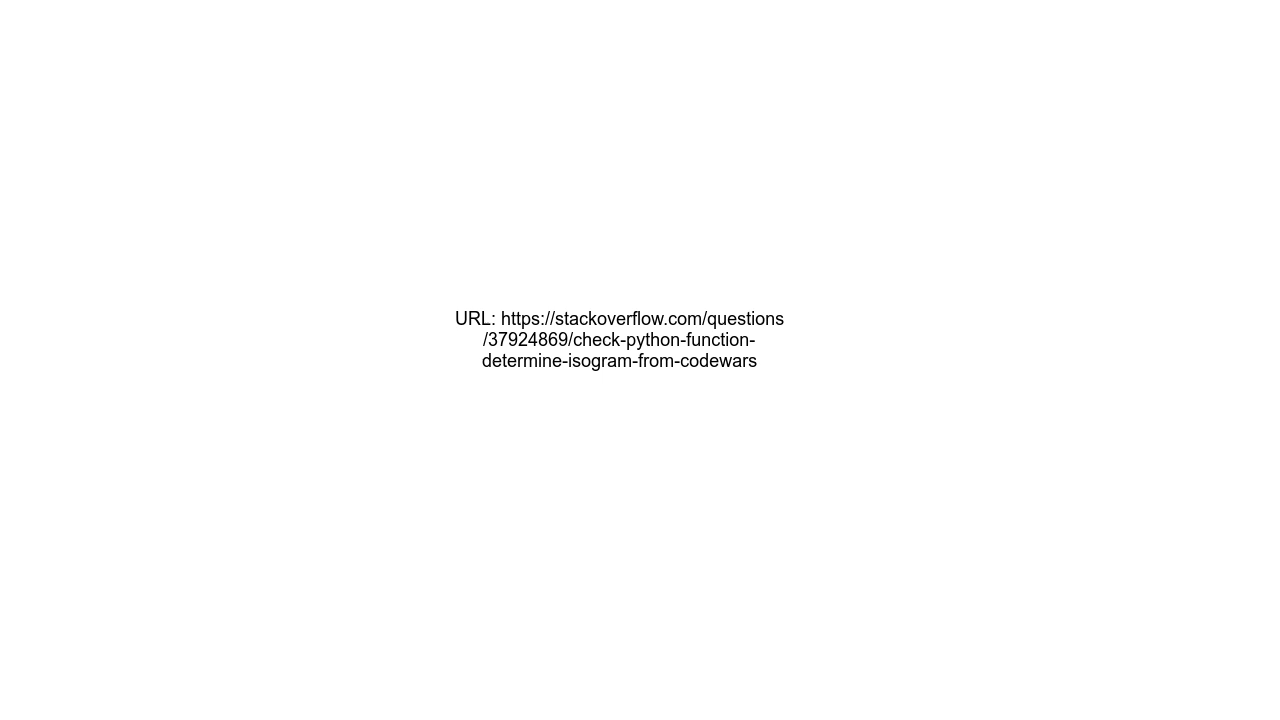 URL: https://stackoverflow.com/questions
/37924869/check-python-function-
determine-isogram-from-codewars